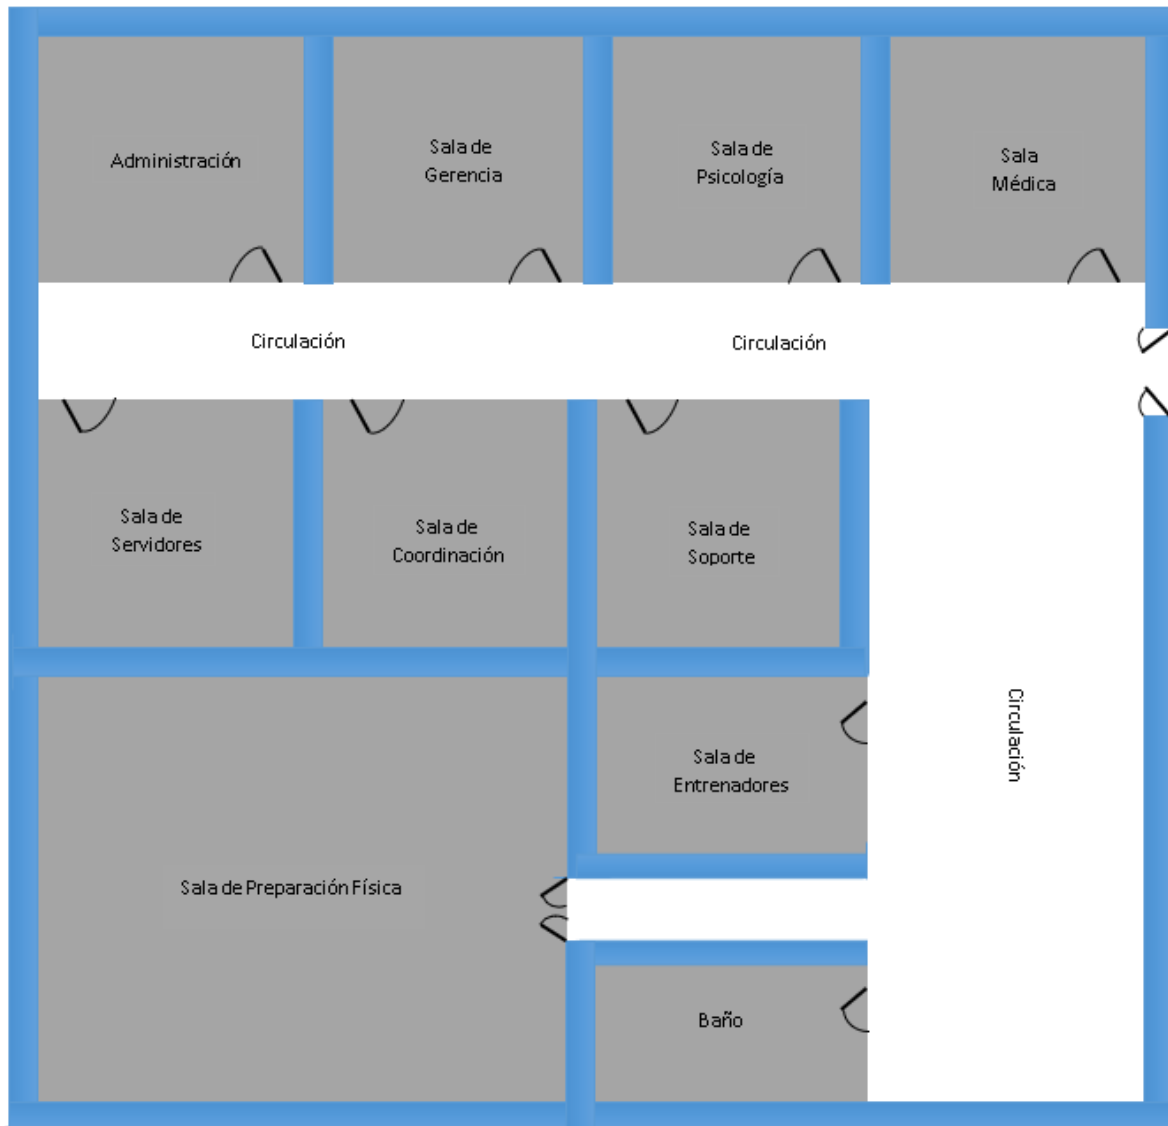 Administración
Sala de
Gerencia
Sala de
Psicología
Sala
Médica
Circulación
Circulación
Sala de
Servidores
Sala de
Coordinación
Sala de
Soporte
Circulación
Sala de
Entrenadores
Sala de Preparación Física
Baño